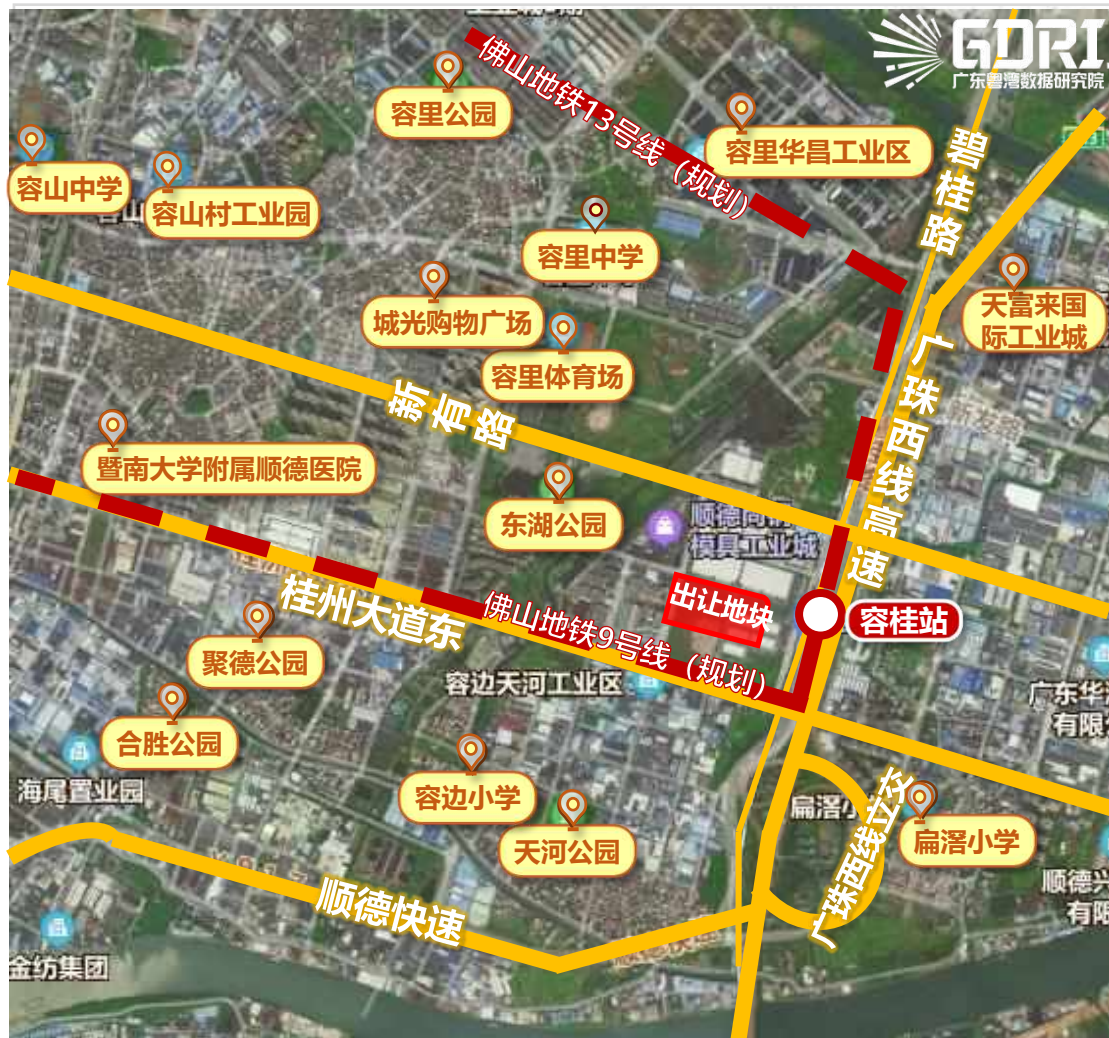 GDRI
广东粤湾数据研究院
佛山地铁13号线（规划）
容里公园
容里华昌工业区
碧桂路
容山中学
容山村工业园
容里中学
城光购物广场
天富来国
际工业城
容里体育场
新有路
广珠西线高速
暨南大学附属顺德医院
东湖公园
模具工业城
出让地块
容桂站
桂州大道东
佛山地铁9号线（规划）
聚德公园
容边天河工业区
合胜公园
海尾置业园
容边小学
天河公园
扁滘小
扁滘小学
广珠西线立交
有限
顺德快速
金纺集团